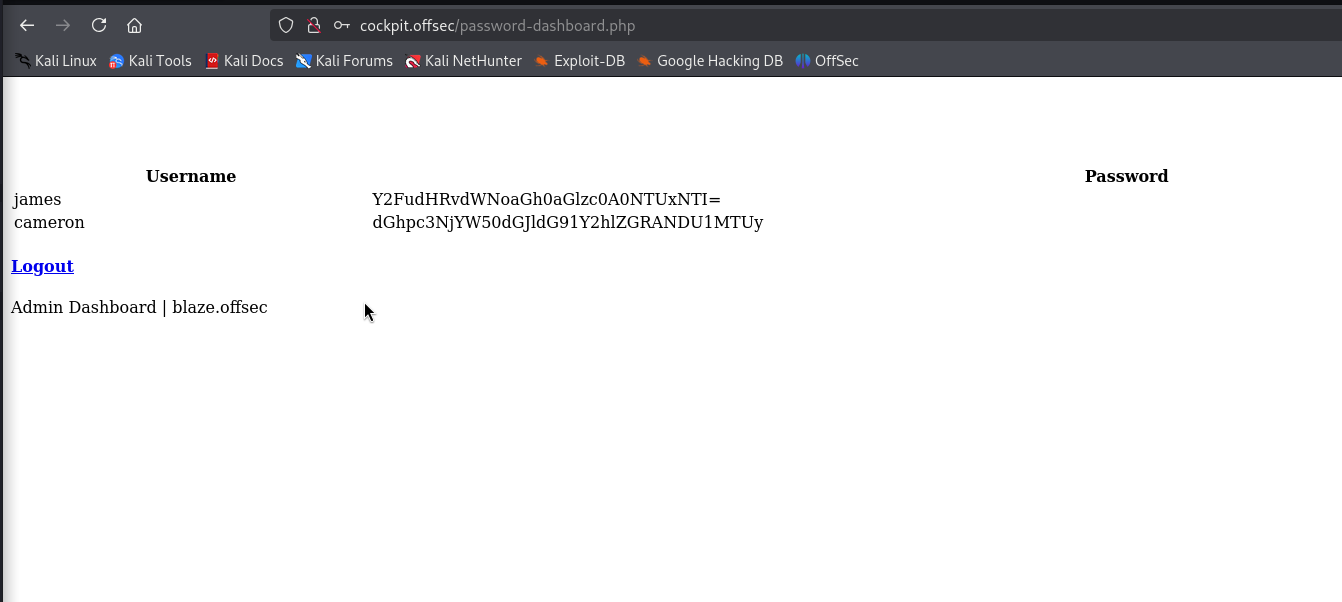 cockpit.offsec/password-dashboard.php
Kali Linux Kali Tools Kali Docs Kali Forums Kali NetHunter Exploit-DB Google Hacking DB OffSec
Username Password
james Y2FudHRvdWNoaGh0aGlzc0A0NTUxNTI=
cameron dGhpc3NjYW50dGJldG91Y2hlZGRANDU1MTUy
Logout
Admin Dashboard | blaze.offsec